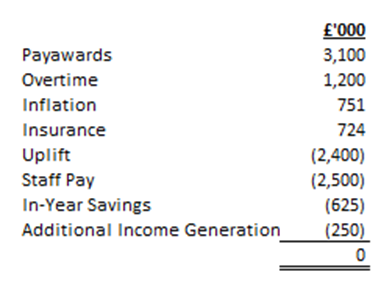 £'000
Payawards 3,100
Overtime 1,200
Inflation 751
Insurance 724
Uplift (2,400)
Staff Pay (2,500)
In-Year Savings (625)
Additional Income Generation (250)
0